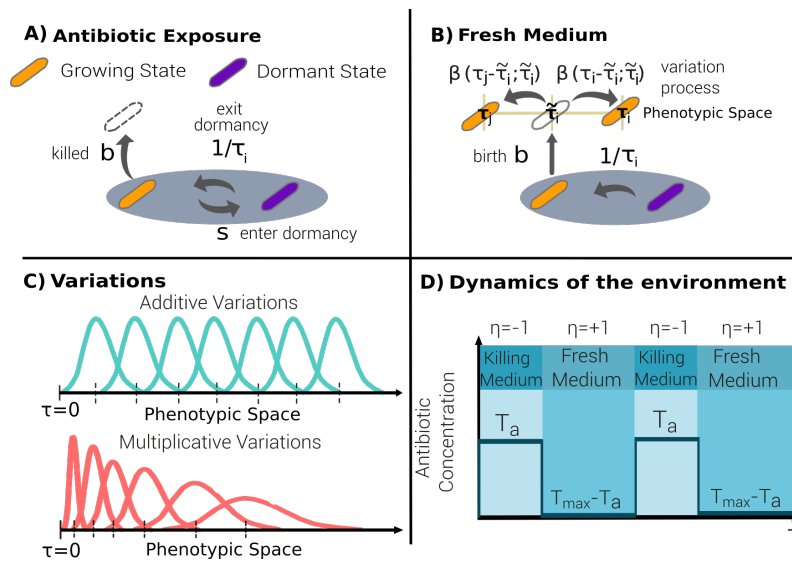 A) Antibiotic Exposure
Growing State
Dormant State
exit
dormancy
1/τi
killed b
s enter dormancy
B) Fresh Medium
β(τj-τ̃i;τ̃i)
β(τi-τ̃i;τ̃i)
variation
process
τj
τ̃i
τi
Phenotypic Space
birth b
1/τi
C) Variations
Additive Variations
τ=0
Phenotypic Space
Multiplicative Variations
τ=0
Phenotypic Space
D) Dynamics of the environment
η=-1
η=+1
η=-1
η=+1
Killing
Medium
Fresh
Medium
Killing
Medium
Fresh
Medium
Antibiotic
Concentration
Ta
Tmax-Ta
Ta
Tmax-Ta